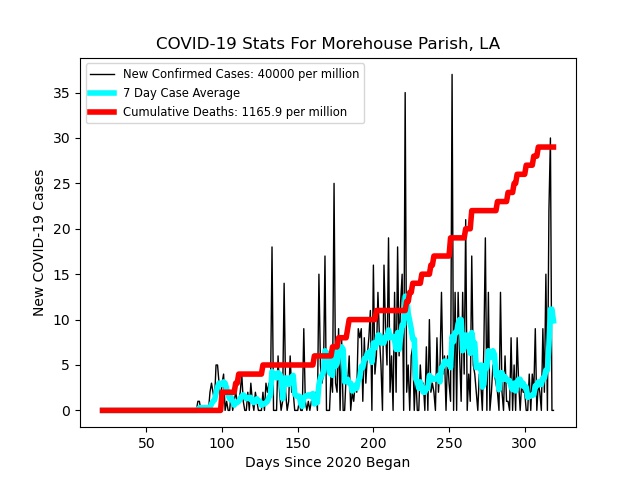 COVID-19 Stats For Morehouse Parish, LA
New Confirmed Cases: 40000 per million
7 Day Case Average
Cumulative Deaths: 1165.9 per million
New COVID-19 Cases
35
30
25
20
15
10
5
0
50 100 150 200 250 300
Days Since 2020 Began